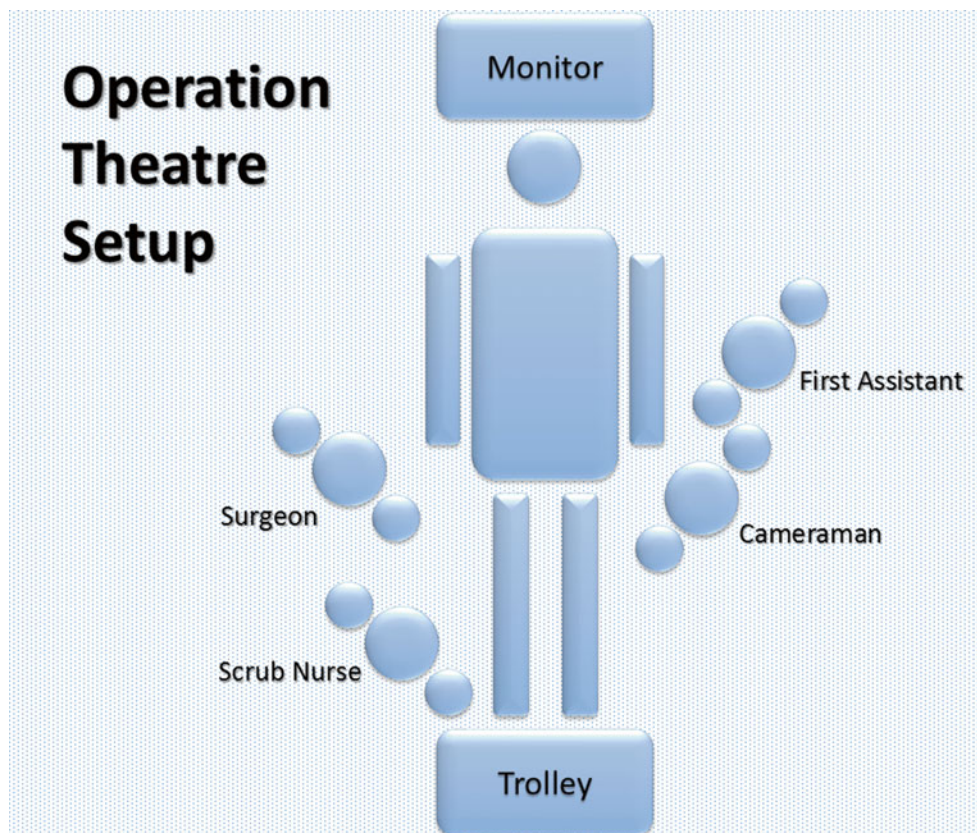 Operation
Theatre
Setup
Monitor
First Assistant
Surgeon
Cameraman
Scrub Nurse
Trolley